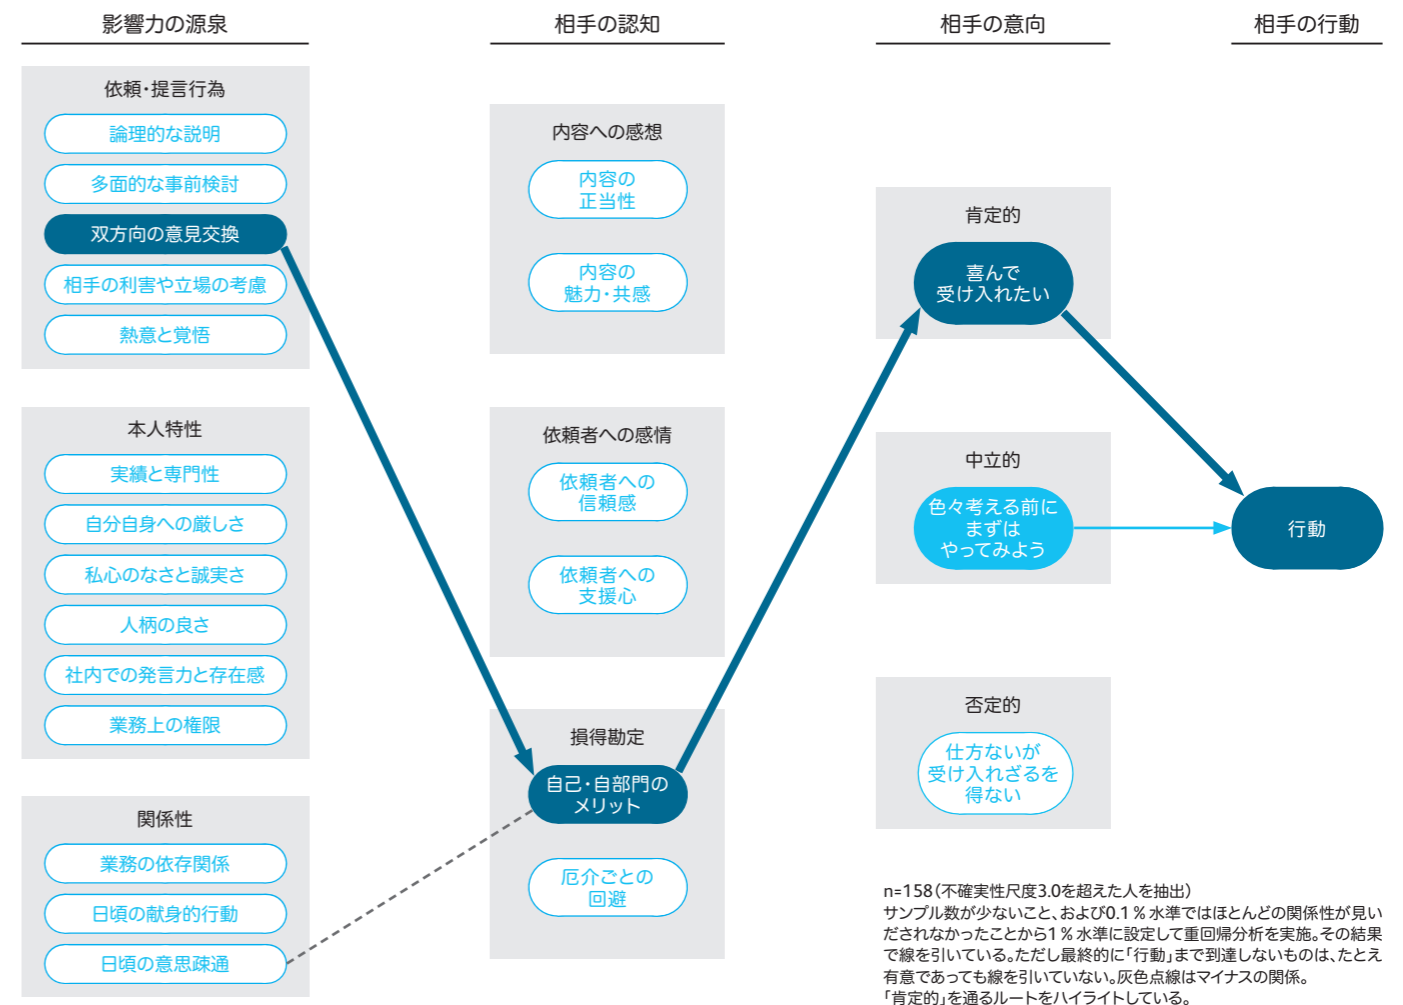 影響力の源泉
依頼・提言行為
論理的な説明
多面的な事前検討
双方向の意見交換
相手の利害や立場の考慮
熱意と覚悟
本人特性
実績と専門性
自分自身への厳しさ
私心のなさと誠実さ
人柄の良さ
社内での発言力と存在感
業務上の権限
関係性
業務の依存関係
日頃の献身的行動
日頃の意思疎通
相手の認知
内容への感想
内容の
正当性
内容の
魅力・共感
依頼者への感情
依頼者への
信頼感
依頼者への
支援心
損得勘定
自己・自部門の
メリット
厄介ごとの
回避
相手の意向
肯定的
喜んで
受け入れたい
中立的
色々考える前に
まずは
やってみよう
否定的
仕方ないが
受け入れざるを
得ない
相手の行動
行動
n=158（不確実性尺度3.0を超えた人を抽出）
サンプル数が少ないこと、および0.1％水準ではほとんどの関係性が見い
だされなかったことから1％水準に設定して重回帰分析を実施。その結果
で線を引いている。ただし最終的に「行動」まで到達しないものは、たとえ
有意であっても線を引いていない。灰色点線はマイナスの関係。
「肯定的」を通るルートをハイライトしている。